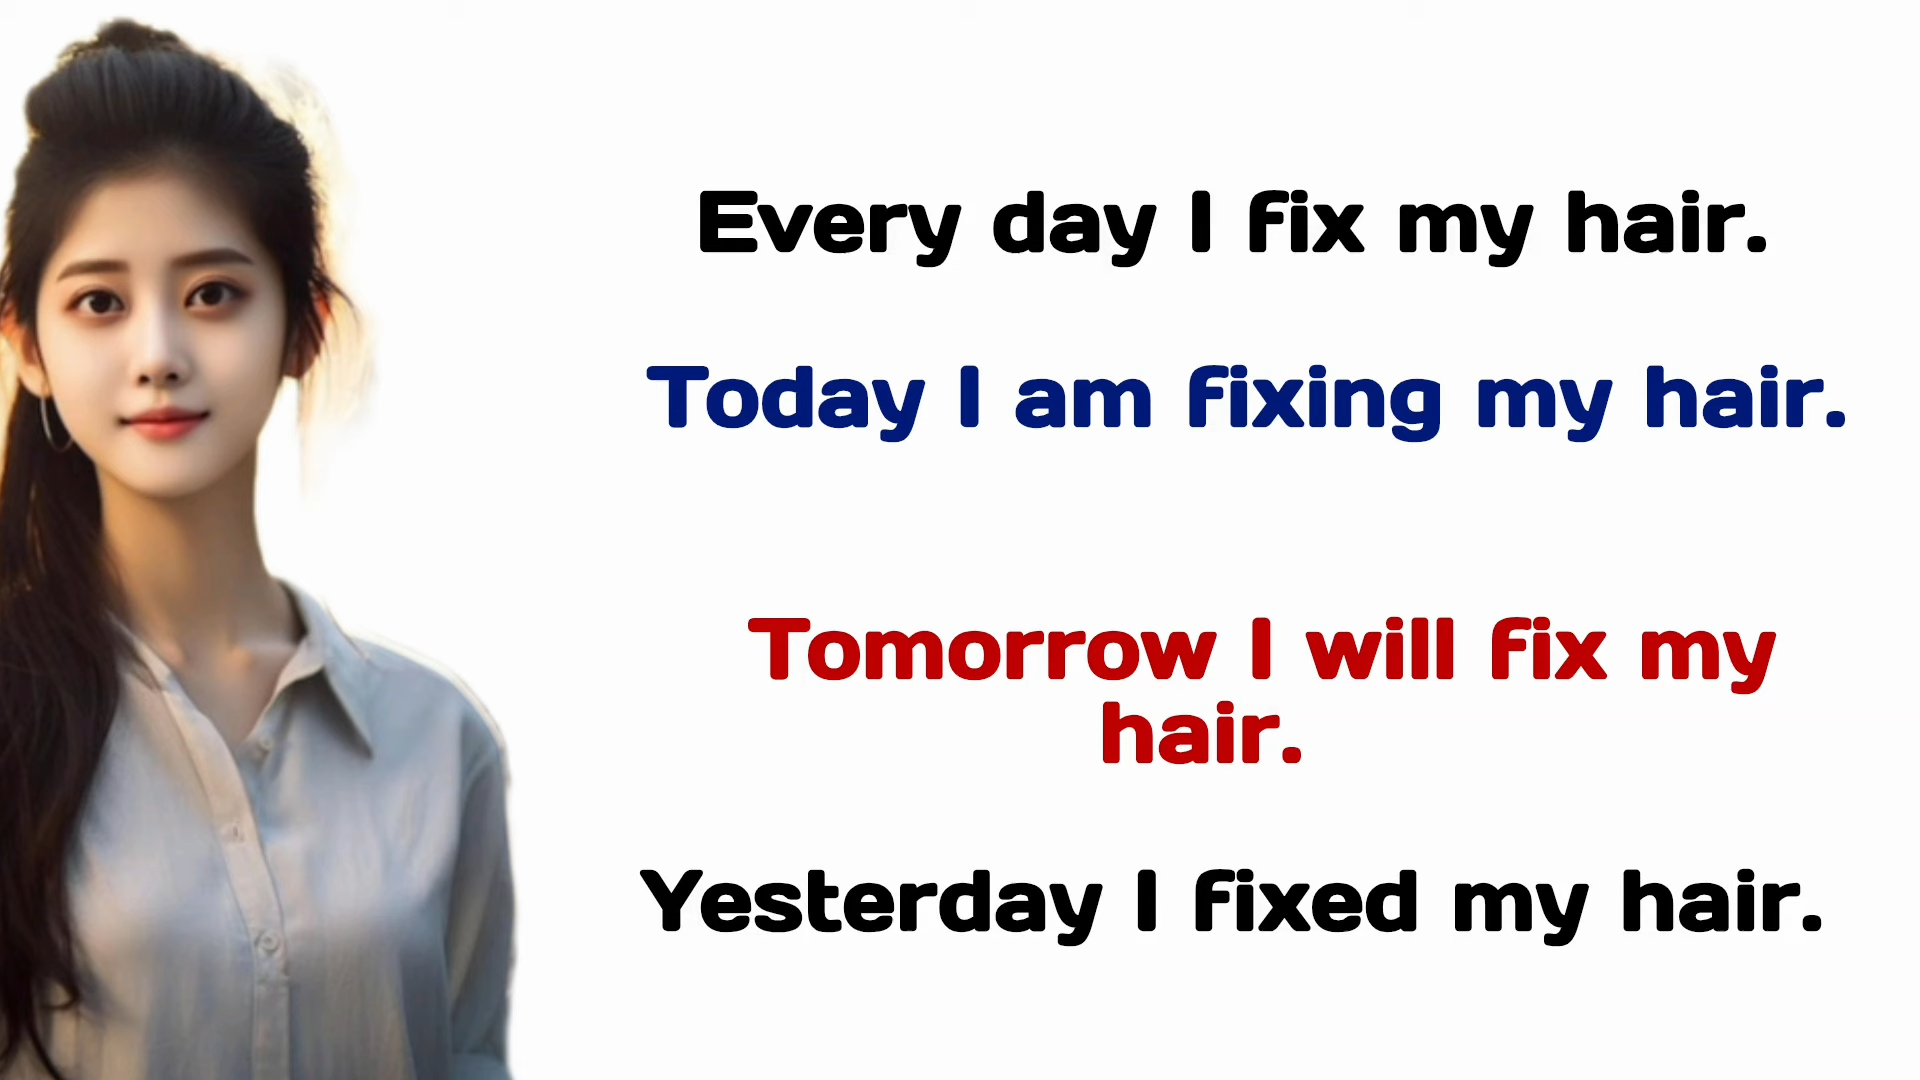 Every day I fix my hair.
Today I am fixing my hair.
Tomorrow I will fix my
hair.
Yesterday I fixed my hair.